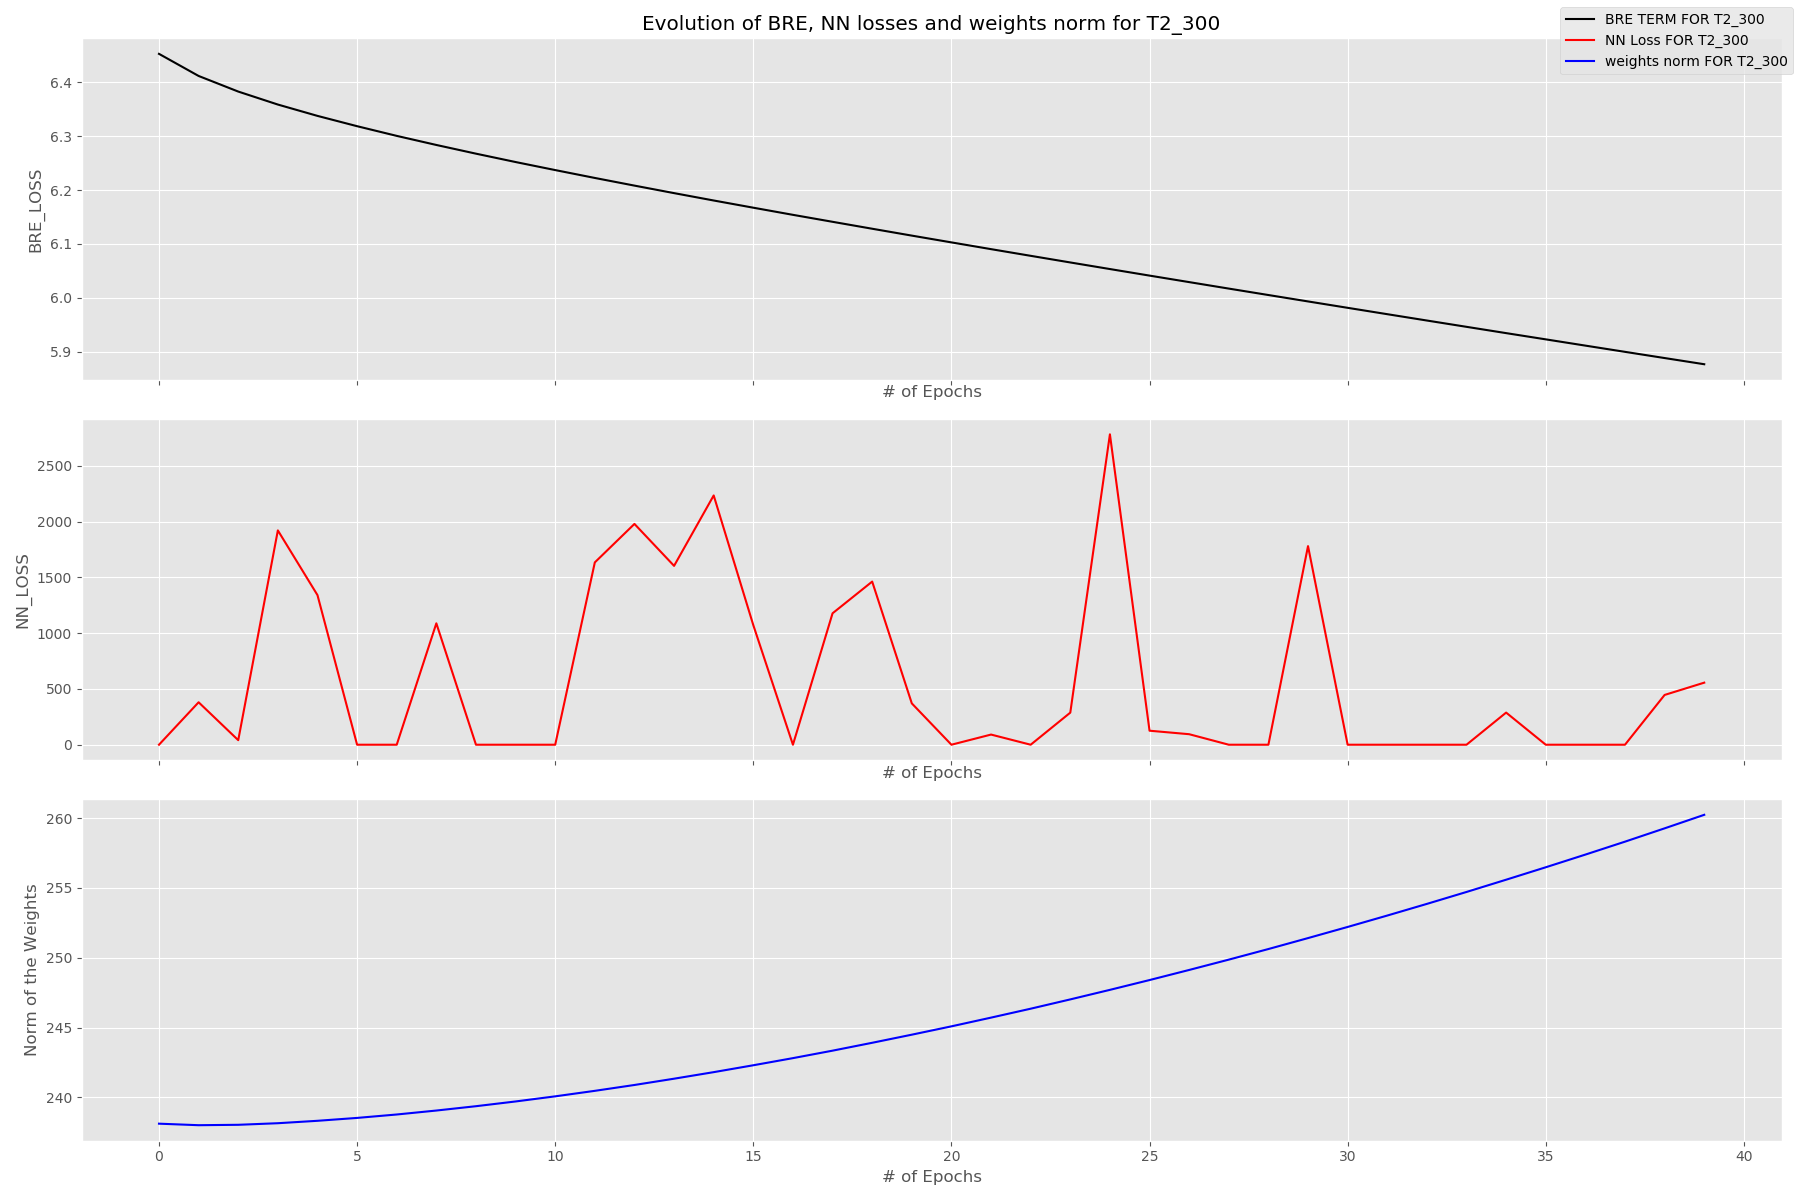 Evolution of BRE, NN losses and weights norm for T2_300
BRE TERM FOR T2_300
NN Loss FOR T2_300
weights norm FOR T2_300
BRE_LOSS
6.4
6.3
6.2
6.1
6.0
5.9
# of Epochs
NN_LOSS
2500
2000
1500
1000
500
0
# of Epochs
Norm of the Weights
260
255
250
245
240
0 5 10 15 20 25 30 35 40
# of Epochs